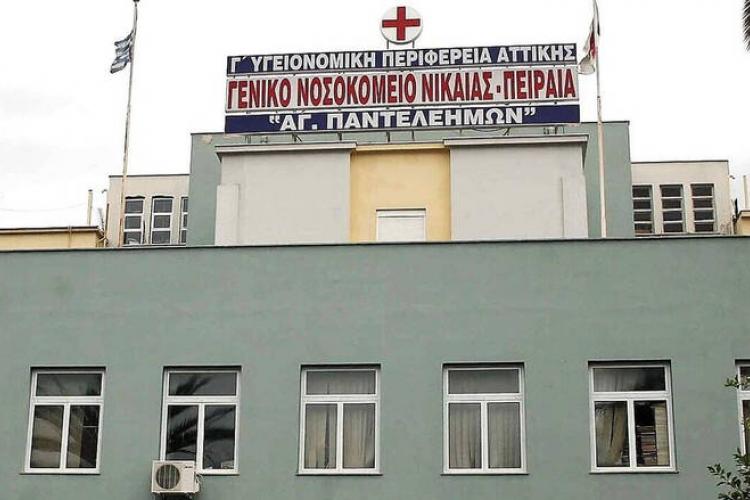 Γ΄ ΥΓΕΙΟΝΟΜΙΚΗ ΠΕΡΙΦΕΡΕΙΑ ΑΤΤΙΚΗΣ
ΓΕΝΙΚΟ ΝΟΣΟΚΟΜΕΙΟ ΝΙΚΑΙΑΣ - ΠΕΙΡΑΙΑ
"ΑΓ. ΠΑΝΤΕΛΕΗΜΩΝ"